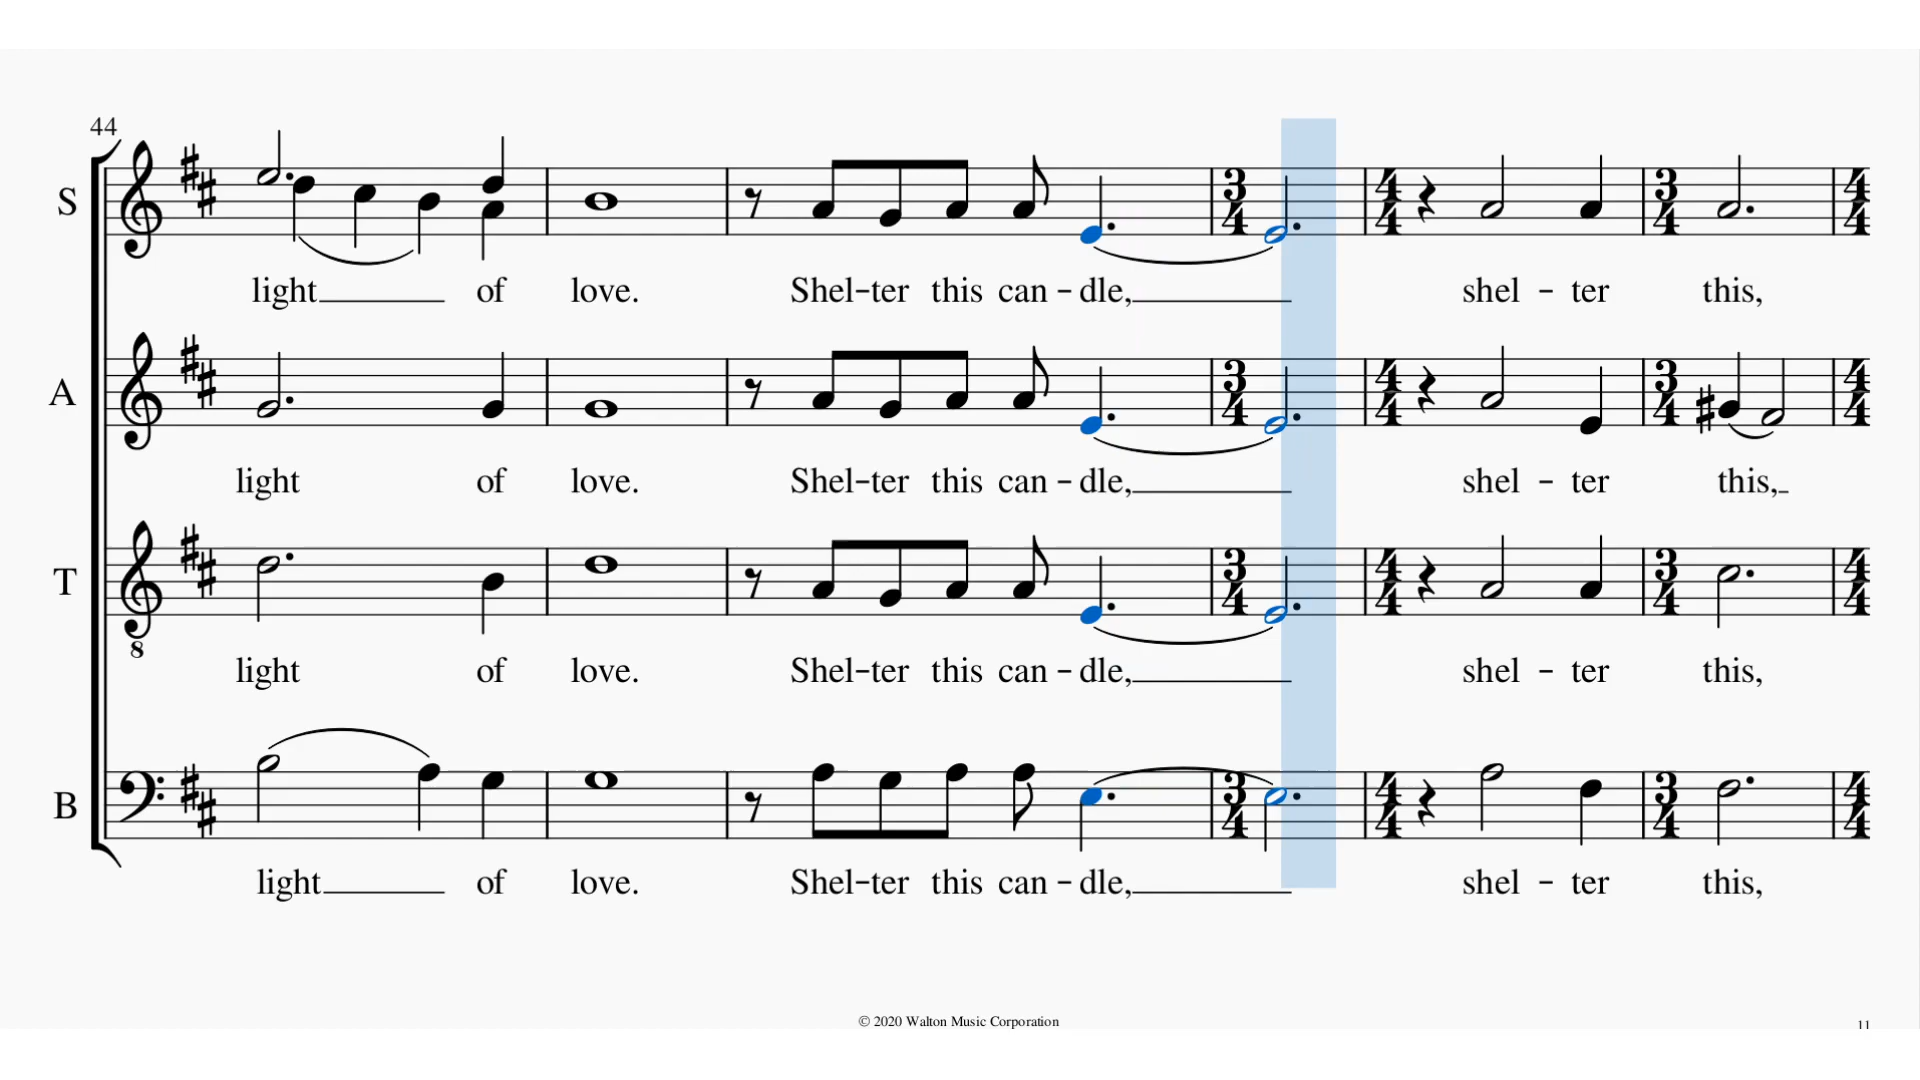 44
S
light of love. Shel-ter this can-dle, shel-ter this,
A
light of love. Shel-ter this can-dle, shel-ter this,
T
8
light of love. Shel-ter this can-dle, shel-ter this,
B
light of love. Shel-ter this can-dle, shel-ter this,
© 2020 Walton Music Corporation
11